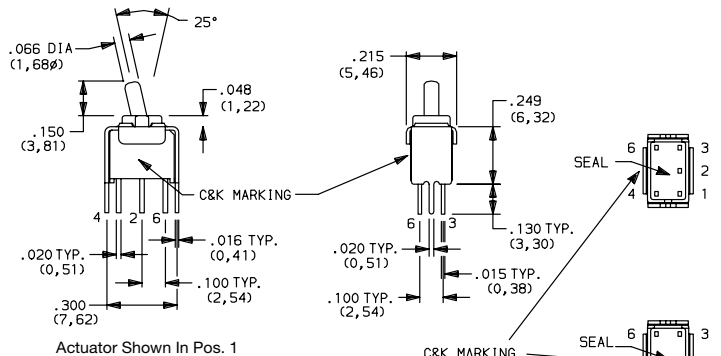 25°
.066 DIA
(1,68ø)
.048
(1,22)
.150
(3,81)
C&K MARKING
4 2 6
.020 TYP.
(0,51)
.016 TYP.
(0,41)
.100 TYP.
(2,54)
.300
(7,62)
Actuator Shown In Pos. 1
.215
(5,46)
.249
(6,32)
6 3
.130 TYP.
(3,30)
.020 TYP.
(0,51)
.015 TYP.
(0,38)
.100 TYP.
(2,54)
6 3
SEAL
2
4 1
C&K MARKING
SEAL
6 3